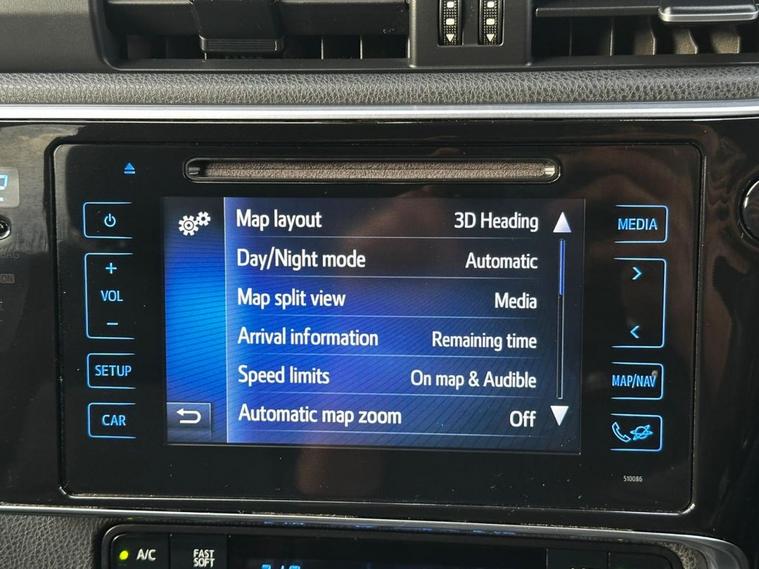 MEDIA
VOL
SETUP
CAR
Map layout 3D Heading
Day/Night mode Automatic
Map split view Media
Arrival information Remaining time
Speed limits On map & Audible
Automatic map zoom Off
MAP/NAV
510086
A/C
FAST
SOFT